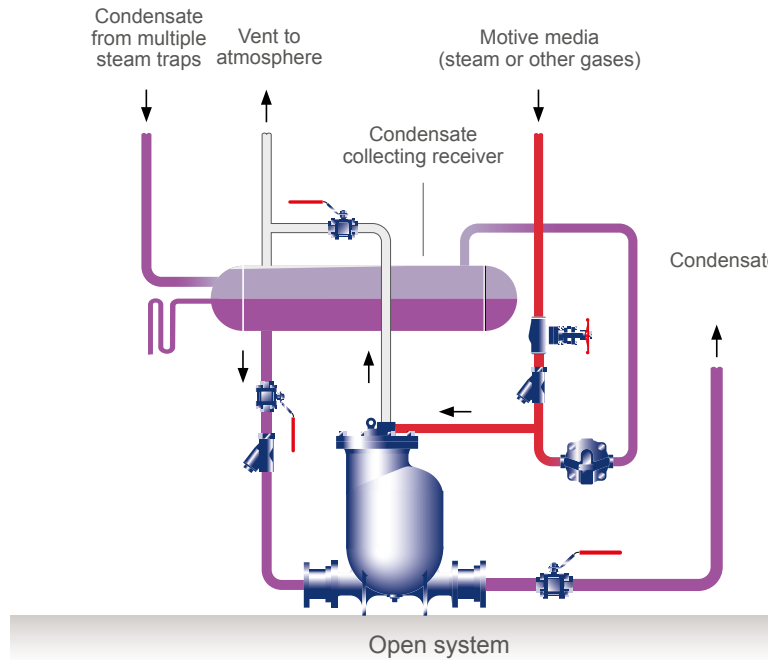 Condensate
from multiple
steam traps
Vent to
atmosphere
Motive media
(steam or other gases)
Condensate
collecting receiver
Condensate
Open system